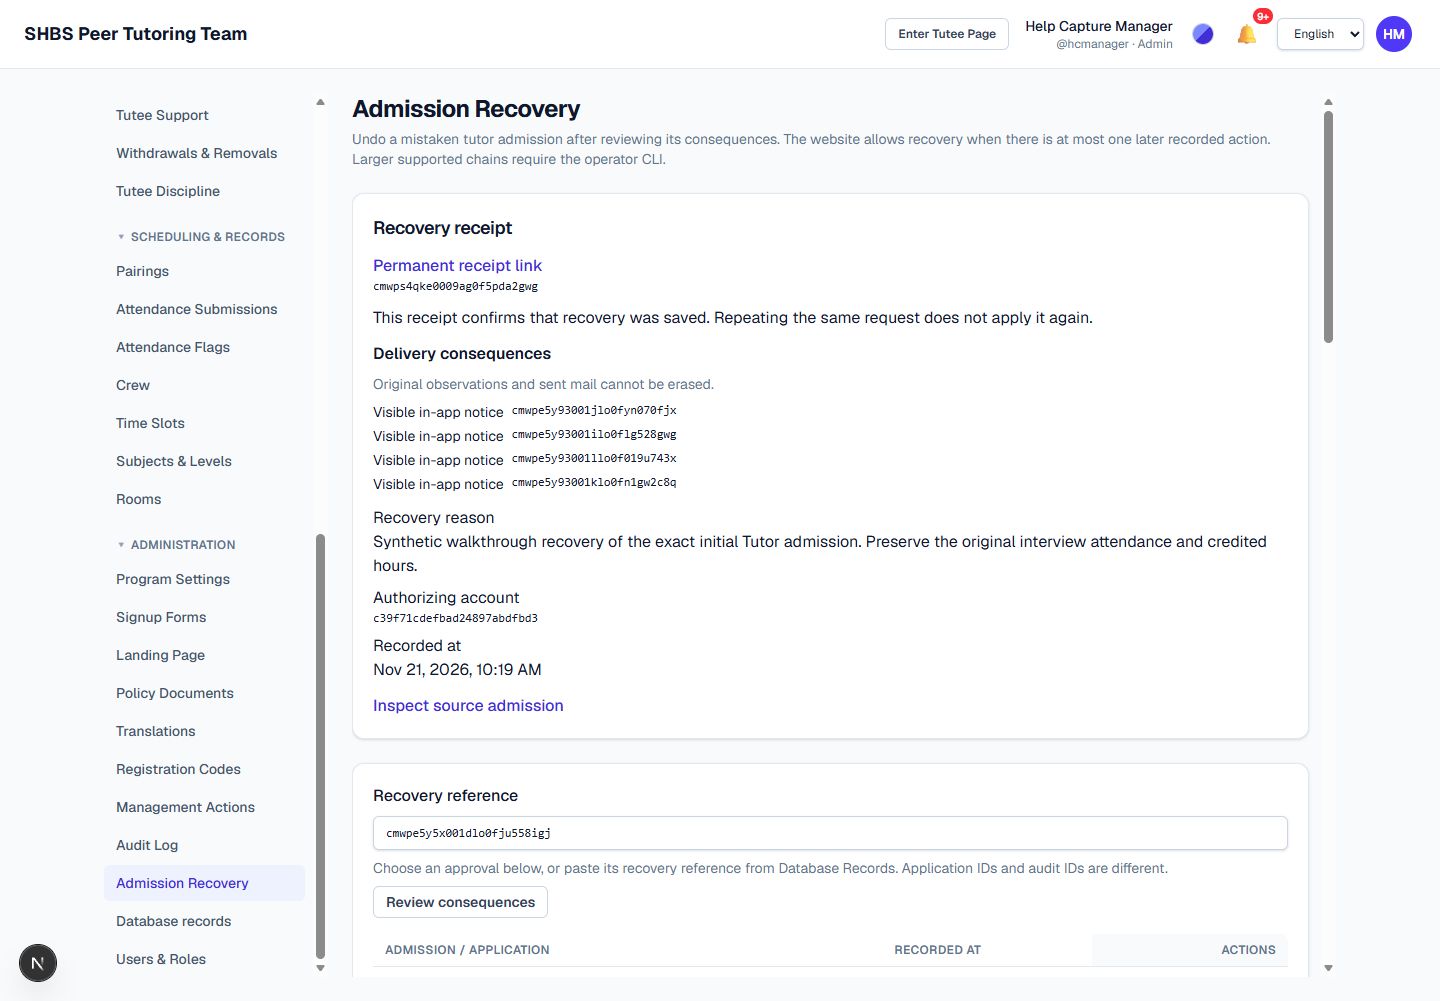 SHBS Peer Tutoring Team
Enter Tutee Page
Help Capture Manager
@hcmanager · Admin
9+
English
HM
Tutee Support
Withdrawals & Removals
Tutee Discipline
SCHEDULING & RECORDS
Pairings
Attendance Submissions
Attendance Flags
Crew
Time Slots
Subjects & Levels
Rooms
ADMINISTRATION
Program Settings
Signup Forms
Landing Page
Policy Documents
Translations
Registration Codes
Management Actions
Audit Log
Admission Recovery
Database records
Users & Roles
N
Admission Recovery
Undo a mistaken tutor admission after reviewing its consequences. The website allows recovery when there is at most one later recorded action.
Larger supported chains require the operator CLI.
Recovery receipt
Permanent receipt link
cmwps4qke0009ag0f5pda2gwg
This receipt confirms that recovery was saved. Repeating the same request does not apply it again.
Delivery consequences
Original observations and sent mail cannot be erased.
Visible in-app notice cmwpe5y93001jlo0fyn070fjx
Visible in-app notice cmwpe5y93001ilo0flg528gwg
Visible in-app notice cmwpe5y93001llo0f019u743x
Visible in-app notice cmwpe5y93001klo0fn1gw2c8q
Recovery reason
Synthetic walkthrough recovery of the exact initial Tutor admission. Preserve the original interview attendance and credited
hours.
Authorizing account
c39f71cdefbad24897abdfbd3
Recorded at
Nov 21, 2026, 10:19 AM
Inspect source admission
Recovery reference
cmwpe5y5x001dlo0fju558igj
Choose an approval below, or paste its recovery reference from Database Records. Application IDs and audit IDs are different.
Review consequences
ADMISSION / APPLICATION
RECORDED AT
ACTIONS